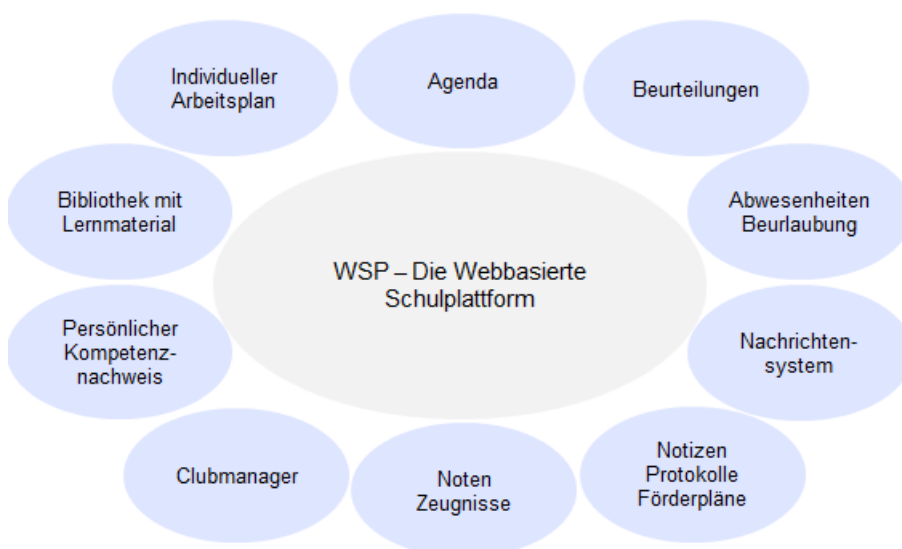 Individueller
Arbeitsplan
Agenda
Beurteilungen
Bibliothek mit
Lernmaterial
Abwesenheiten
Beurlaubung
WSP – Die Webbasierte
Schulplattform
Persönlicher
Kompetenz-
nachweis
Nachrichten-
system
Clubmanager
Noten
Zeugnisse
Notizen
Protokolle
Förderpläne